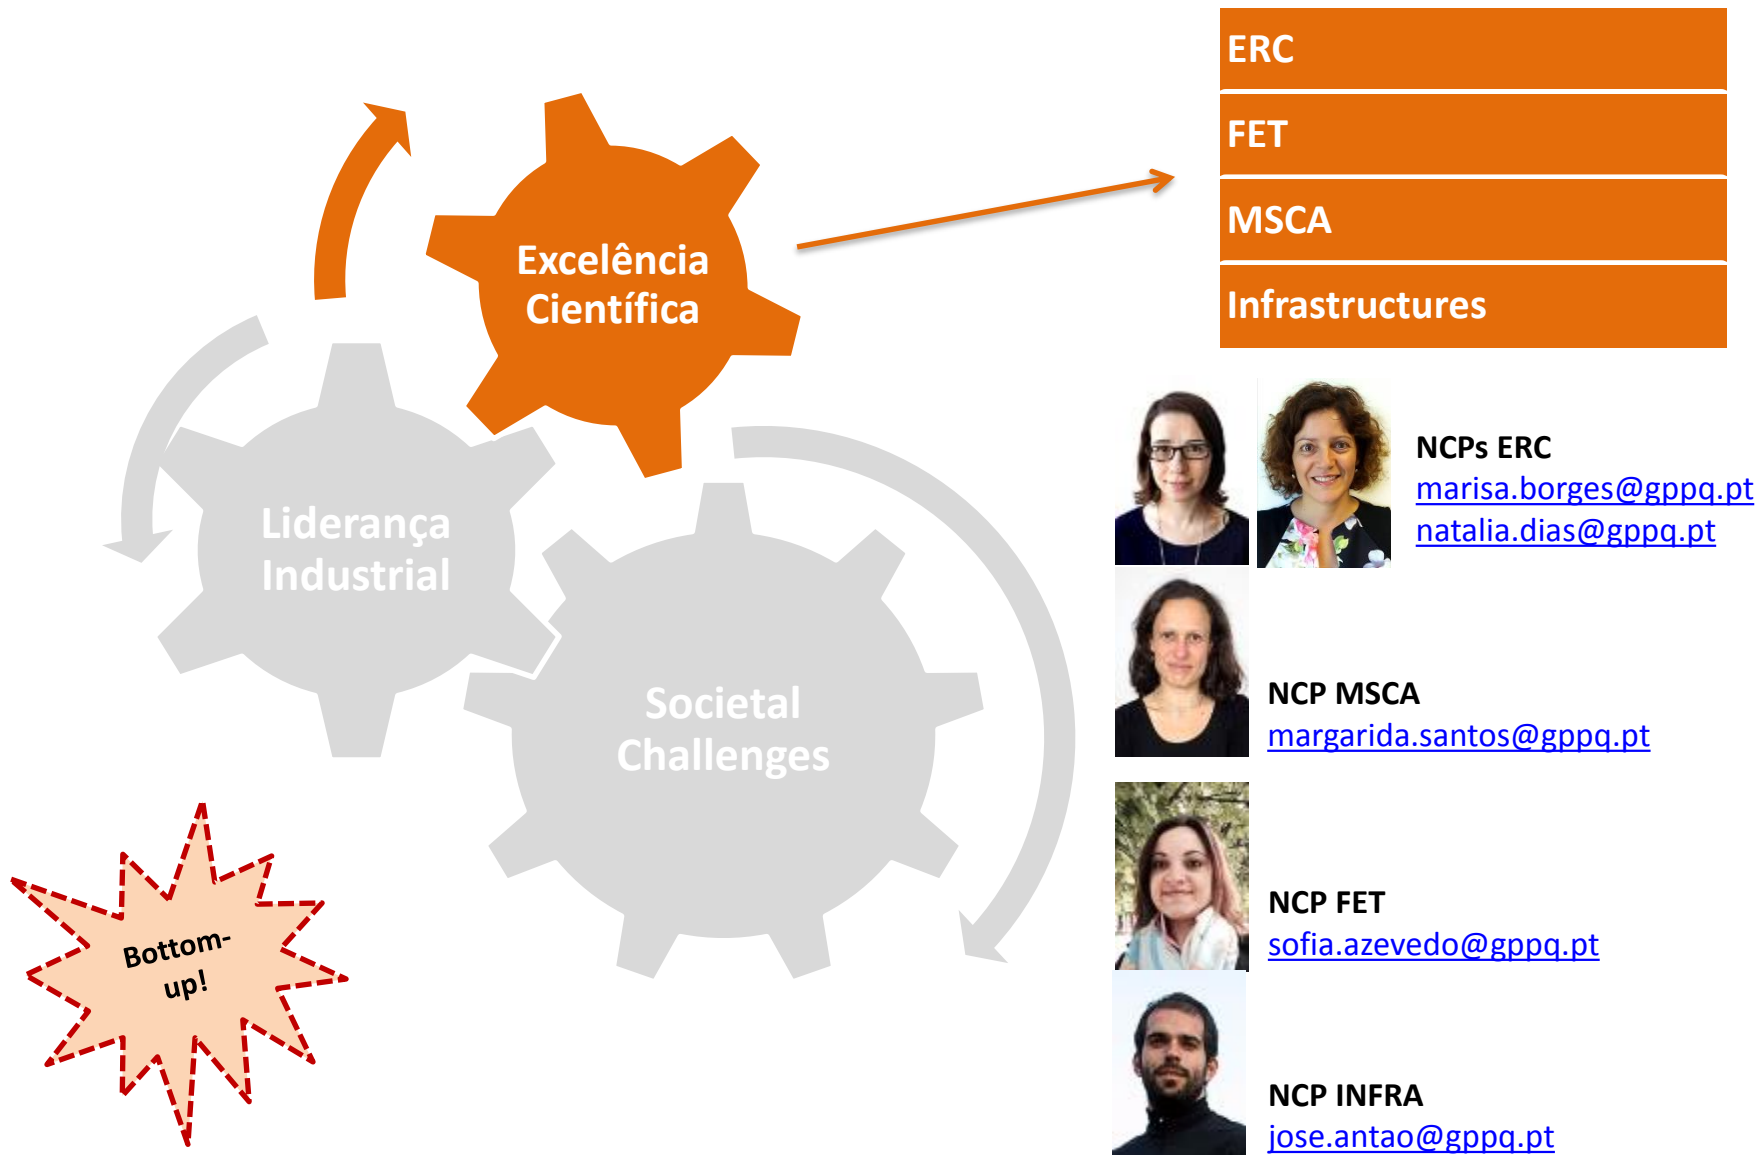 ERC
FET
MSCA
Infrastructures
Excelência
Científica
Liderança
Industrial
Societal
Challenges
Bottom-
up!
NCPs ERC
marisa.borges@gppq.pt
natalia.dias@gppq.pt
NCP MSCA
margarida.santos@gppq.pt
NCP FET
sofia.azevedo@gppq.pt
NCP INFRA
jose.antao@gppq.pt